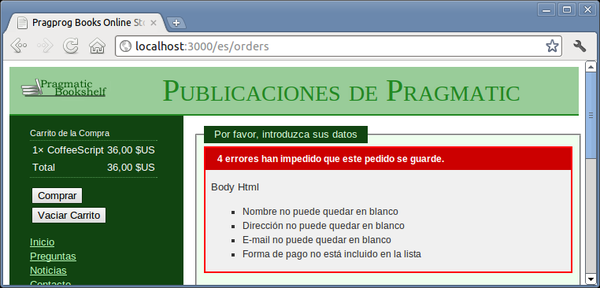 Pragprog Books Online Sto
localhost:3000/es/orders
Pragmatic
Bookshelf
PUBLICACIONES DE PRAGMATIC
Carrito de la Compra
1× CoffeeScript 36,00 $US
Total 36,00 $US
Comprar
Vaciar Carrito
Inicio
Preguntas
Noticias
Contacto
Por favor, introduzca sus datos
4 errores han impedido que este pedido se guarde.
Body Html
Nombre no puede quedar en blanco
Dirección no puede quedar en blanco
E-mail no puede quedar en blanco
Forma de pago no está incluido en la lista